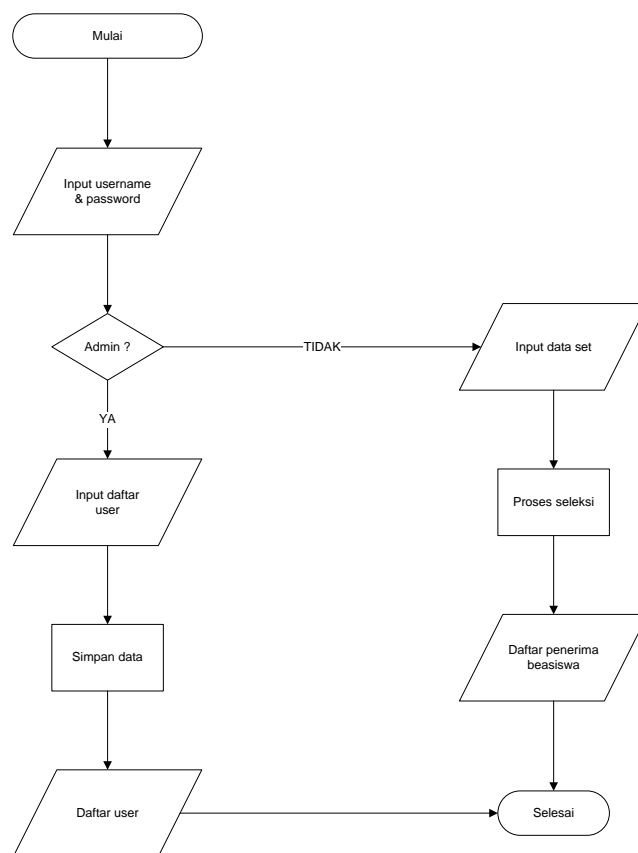 Mulai
Input username
& password
Admin ?
TIDAK
Input data set
YA
Input daftar
user
Proses seleksi
Simpan data
Daftar penerima
beasiswa
Daftar user
Selesai